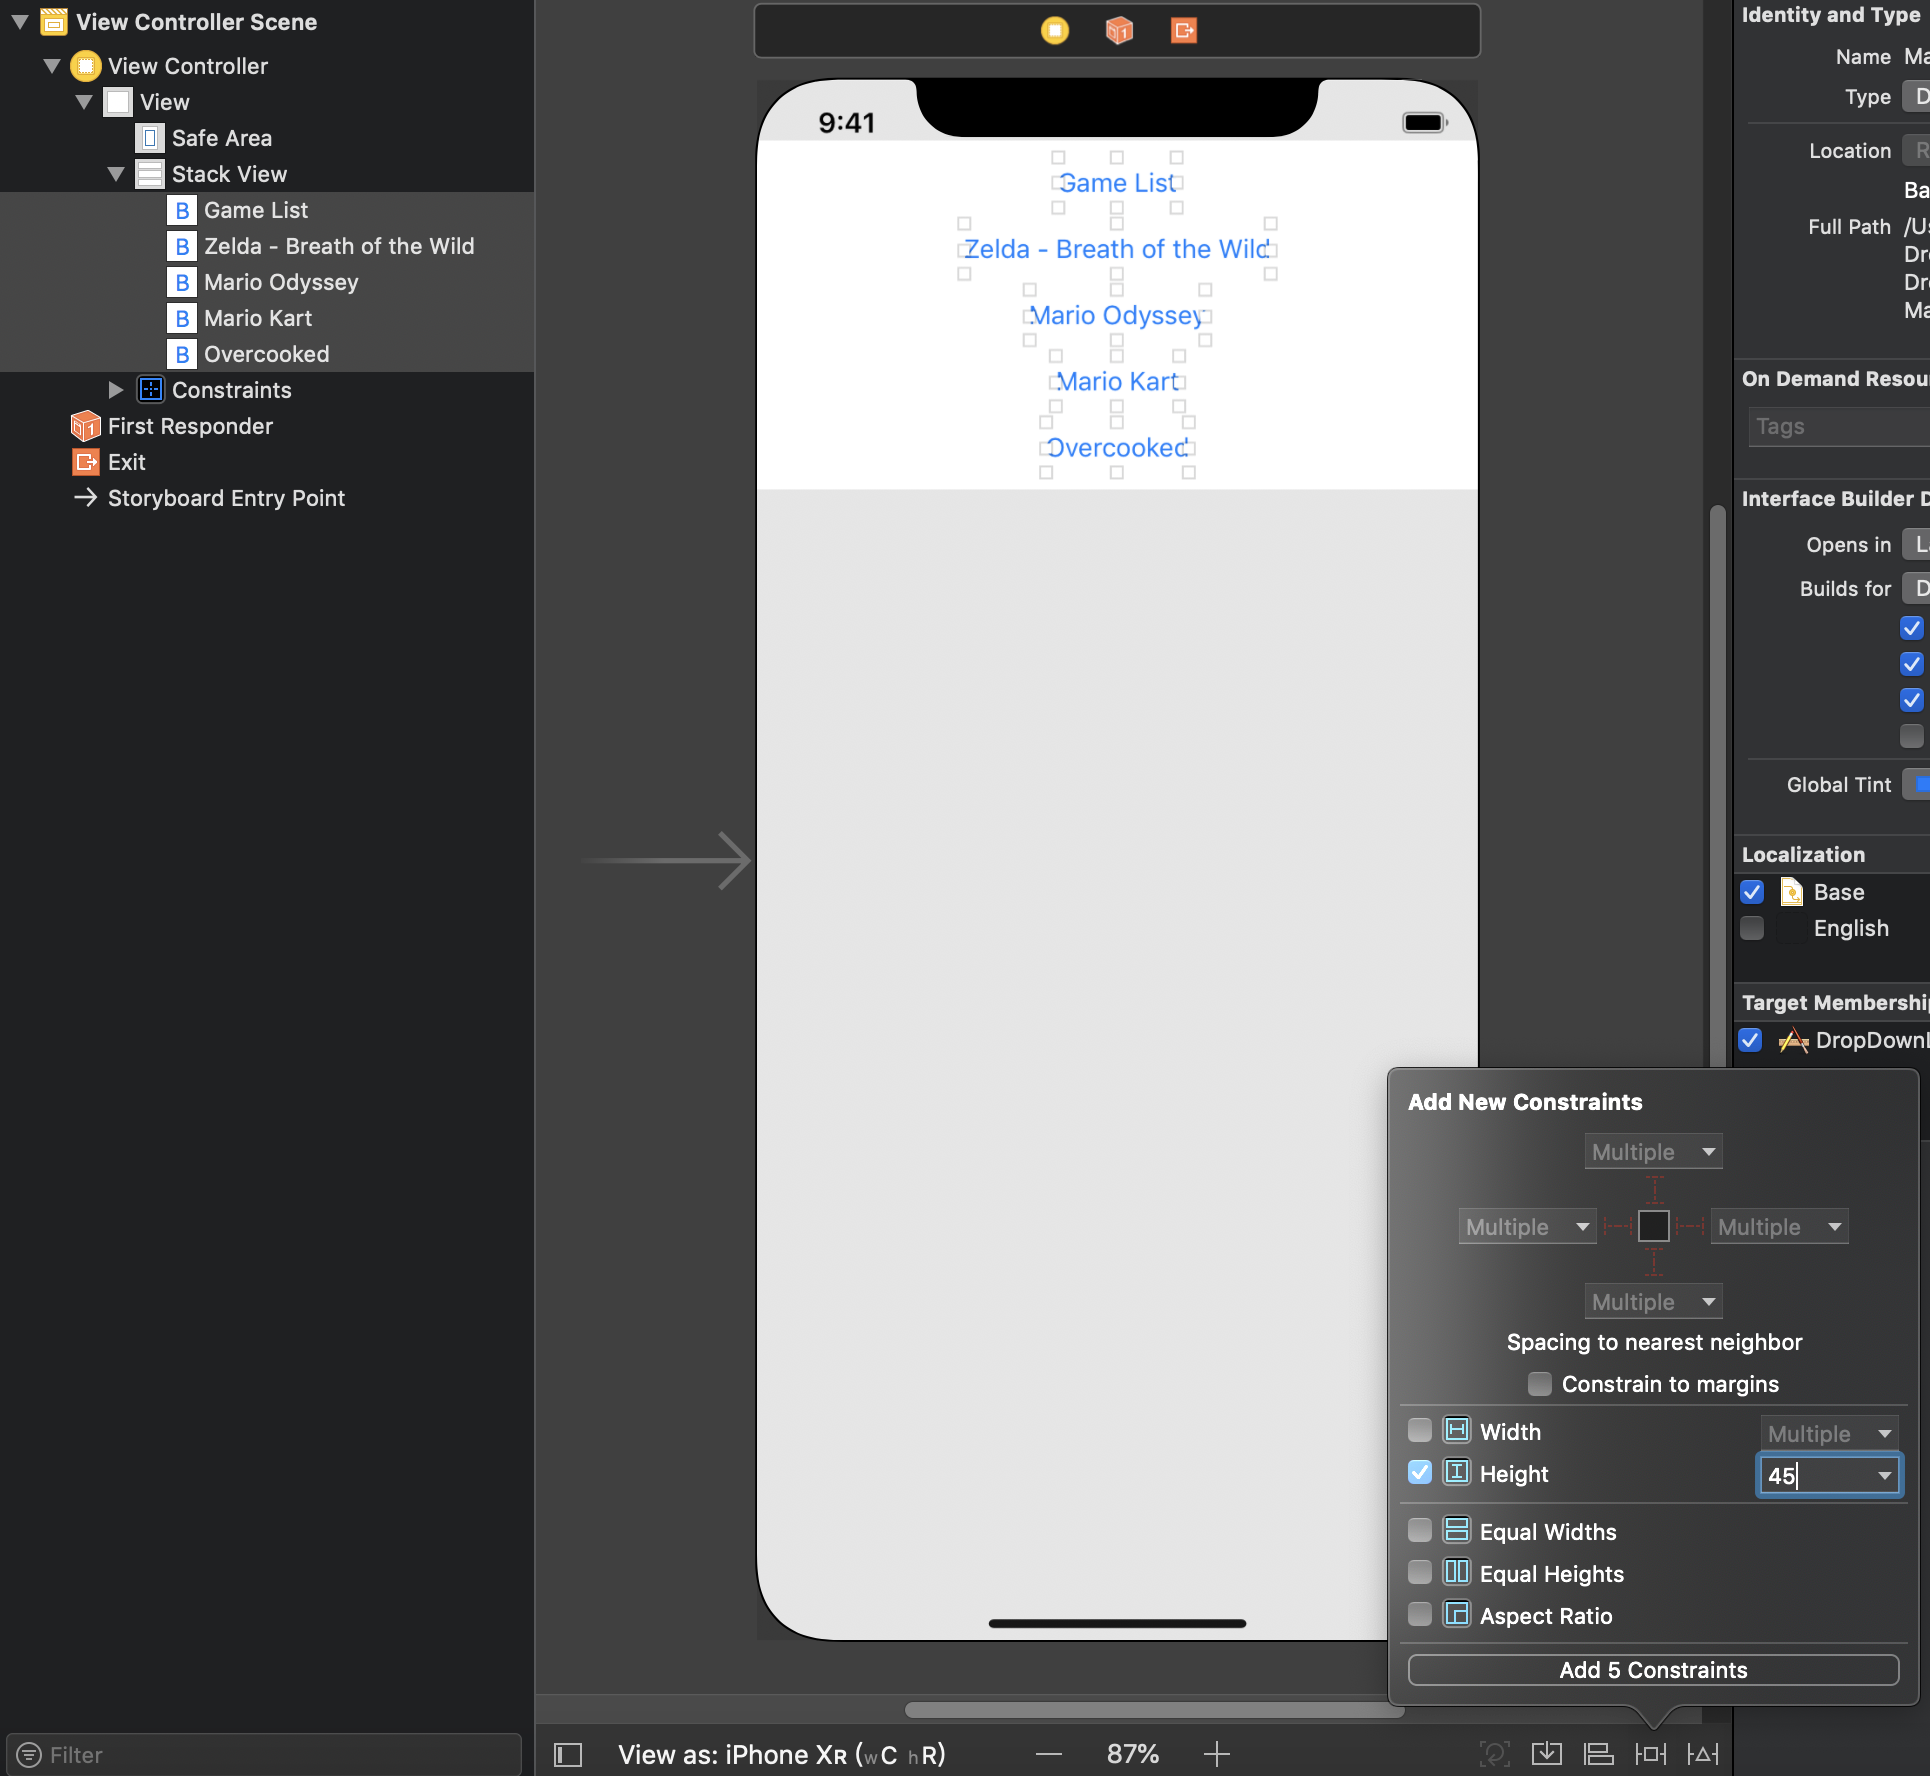 View Controller Scene
View Controller
View
Safe Area
Stack View
B Game List
B Zelda - Breath of the Wild
B Mario Odyssey
B Mario Kart
B Overcooked
Constraints
First Responder
Exit
Storyboard Entry Point
Filter
9:41
Game List
Zelda - Breath of the Wild
Mario Odyssey
Mario Kart
Overcooked
View as: iPhone XR (wC hR)
87%
Identity and Type
Name Ma
Type D
Location R
Ba
Full Path /Us
Dro
Dro
Ma
On Demand Resou
Tags
Interface Builder D
Opens in La
Builds for D
Global Tint
Localization
Base
English
Target Membership
DropDown
Add New Constraints
Multiple
Multiple Multiple
Multiple
Spacing to nearest neighbor
Constrain to margins
Width Multiple
Height 45
Equal Widths
Equal Heights
Aspect Ratio
Add 5 Constraints